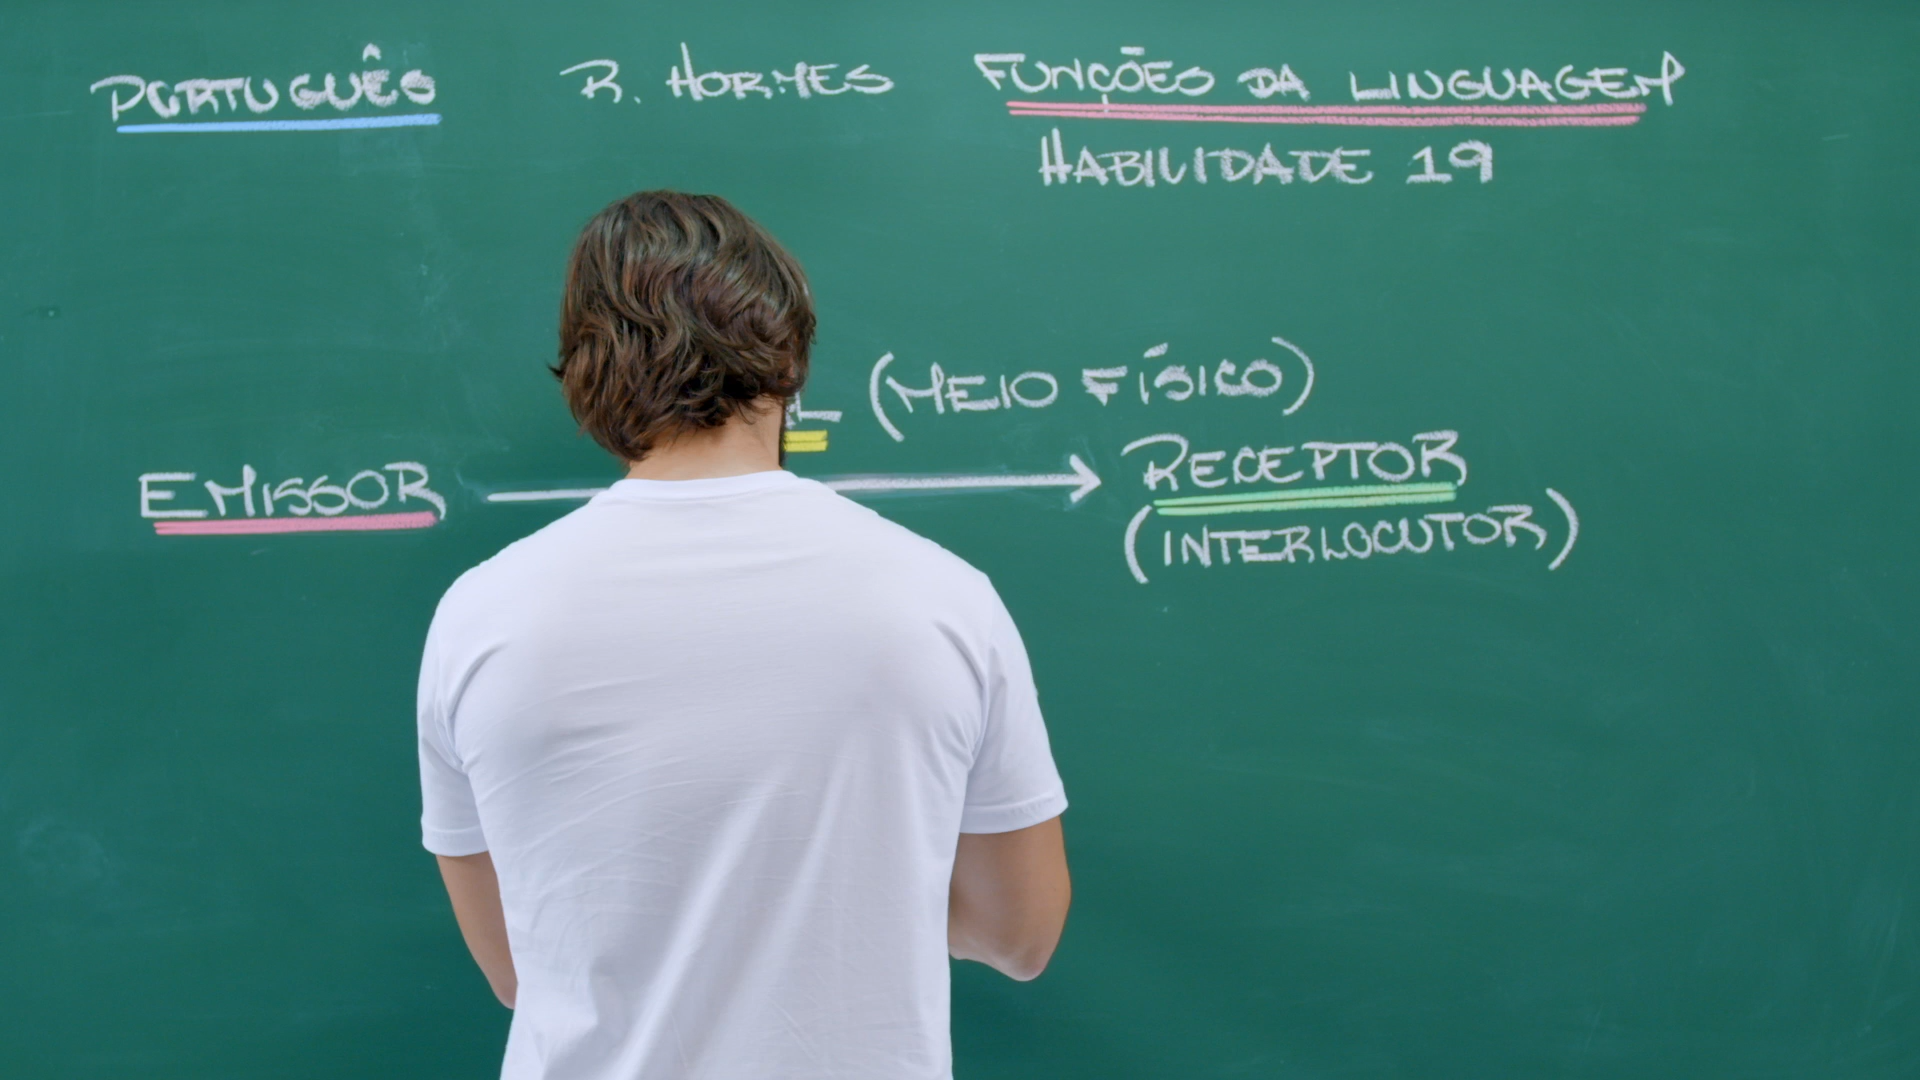 PORTUGUÊS R. HORMES FUNÇÕES DA LINGUAGEM
HABILIDADE 19
(MEIO FÍSICO)
EMISSOR RECEPTOR
(INTERLOCUTOR)